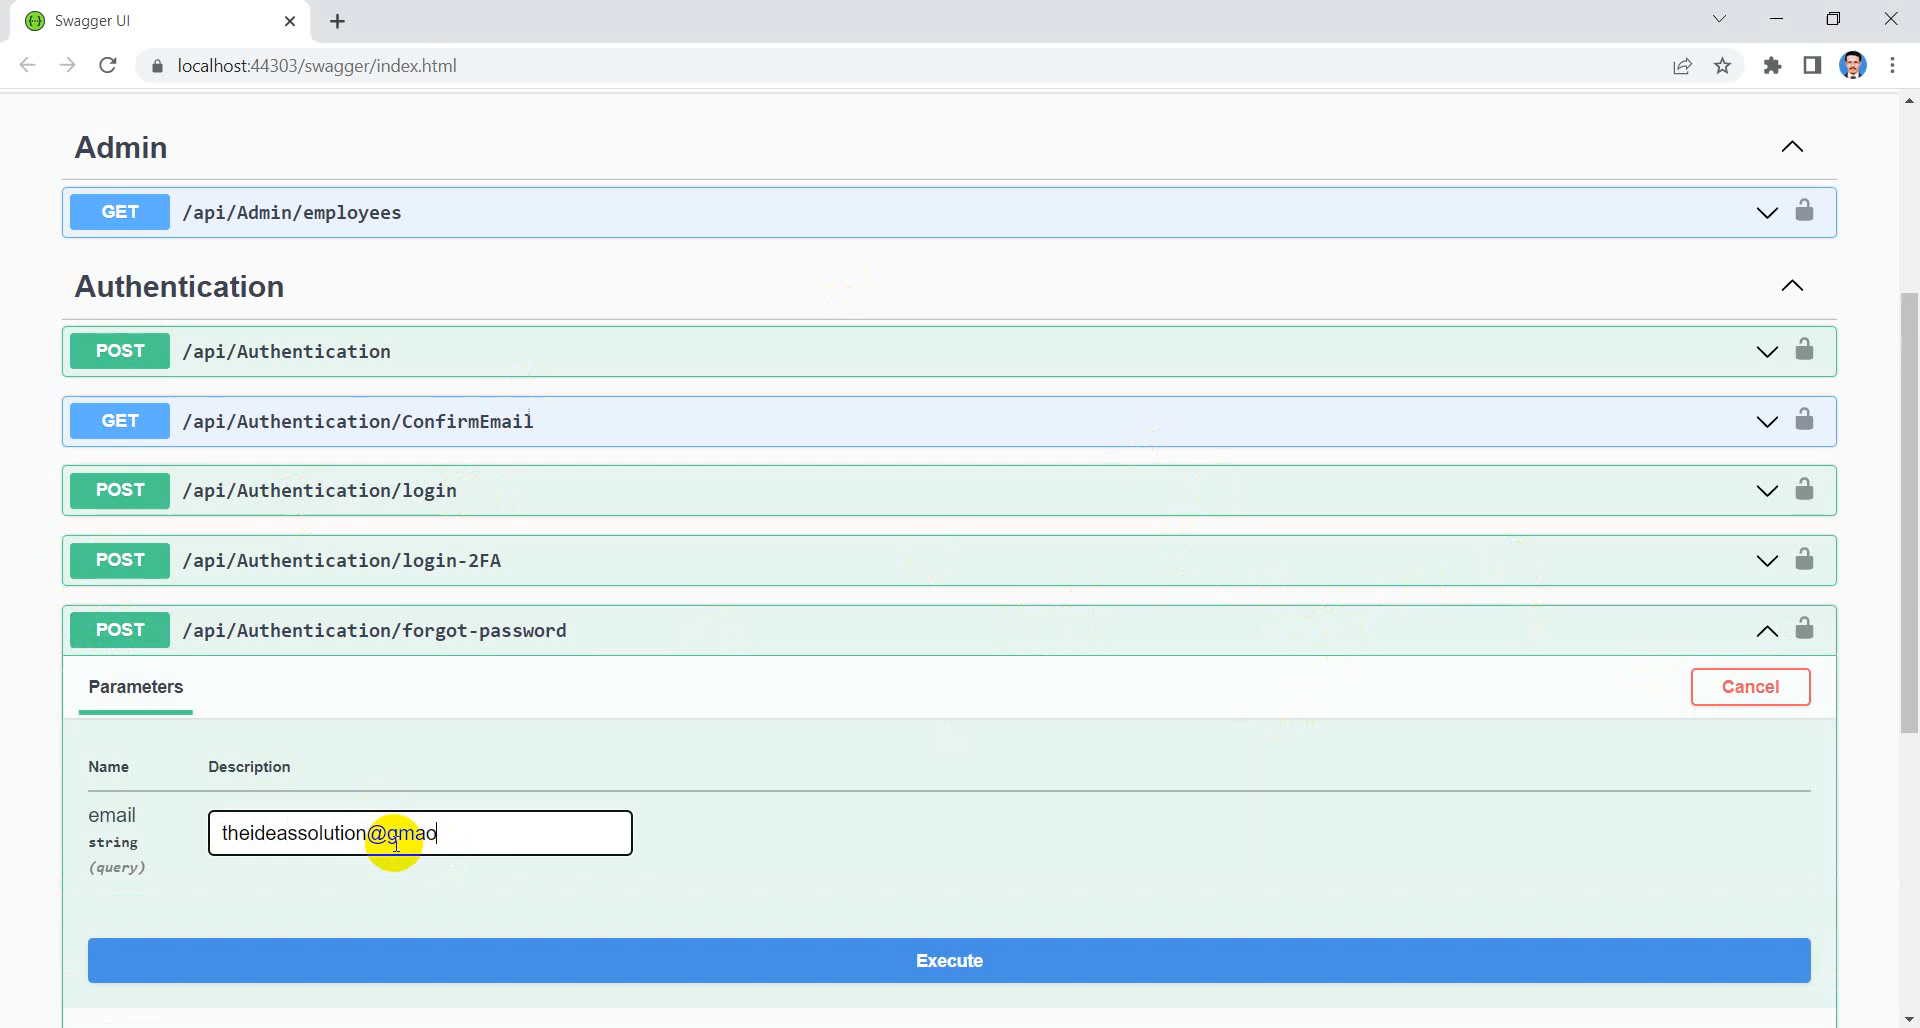 Swagger UI
localhost:44303/swagger/index.html
Admin
GET /api/Admin/employees
Authentication
POST /api/Authentication
GET /api/Authentication/ConfirmEmail
POST /api/Authentication/login
POST /api/Authentication/login-2FA
POST /api/Authentication/forgot-password
Parameters Cancel
Name Description
email
string
(query)
theideassolution@gmao
Execute